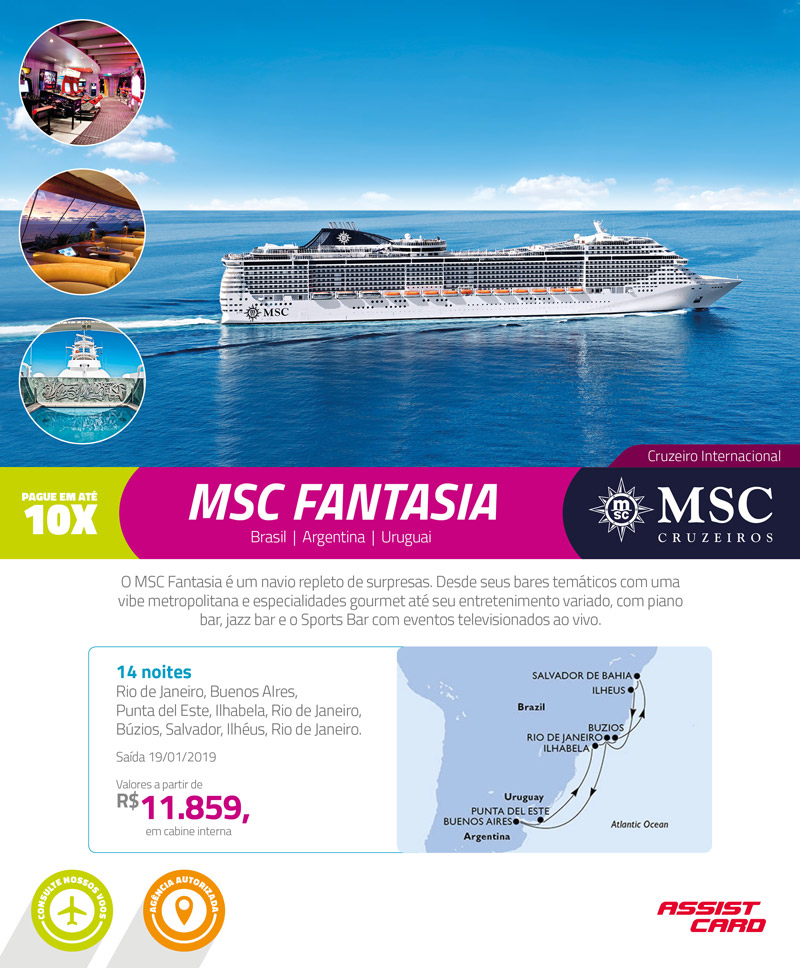 MSC
Cruzeiro Internacional
PAGUE EM ATÉ
10X
MSC FANTASIA
Brasil | Argentina | Uruguai
MSC
MSC
CRUZEIROS
O MSC Fantasia é um navio repleto de surpresas. Desde seus bares temáticos com uma
vibe metropolitana e especialidades gourmet até seu entretenimento variado, com piano
bar, jazz bar e o Sports Bar com eventos televisionados ao vivo.
14 noites
Rio de Janeiro, Buenos AIres,
Punta del Este, Ilhabela, Rio de Janeiro,
Búzios, Salvador, Ilhéus, Rio de Janeiro.
Saída 19/01/2019
Valores a partir de
R$11.859,
em cabine interna
SALVADOR DE BAHIA
ILHEUS
Brazil
BUZIOS
RIO DE JANEIRO
ILHABELA
Uruguay
PUNTA DEL ESTE
BUENOS AIRES
Argentina
Atlantic Ocean
CONSULTE NOSSOS VOOS
AGÊNCIA AUTORIZADA
ASSIST
CARD